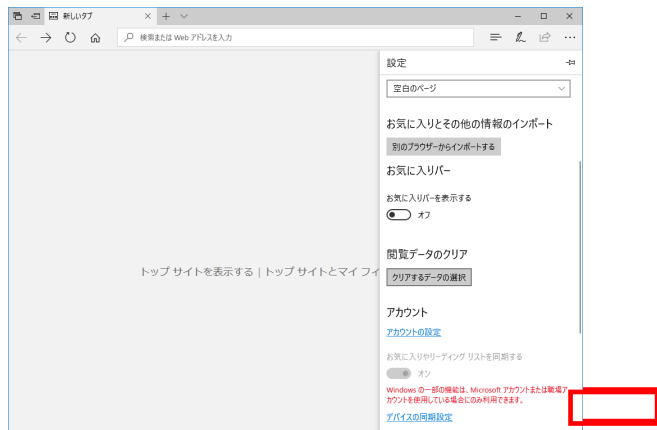 新しいタブ
検索または Web アドレスを入力
設定
空白のページ
お気に入りとその他の情報のインポート
別のブラウザーからインポートする
お気に入りバー
お気に入りバーを表示する
オフ
閲覧データのクリア
クリアするデータの選択
トップ サイトを表示する | トップ サイトとマイ フィ
アカウント
アカウントの設定
お気に入りやリーディング リストを同期する
オン
Windows の一部の機能は、Microsoft アカウントまたは職場ア
カウントを使用している場合にのみ利用できます。
デバイスの同期設定